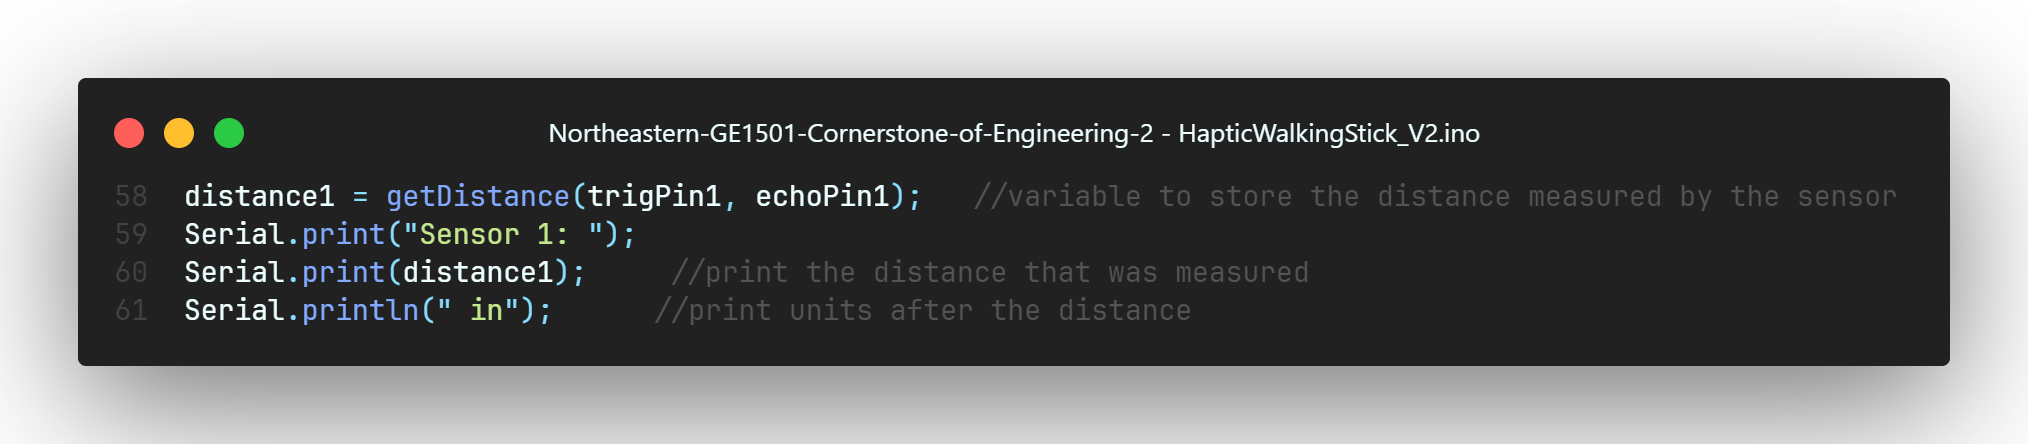 Northeastern-GE1501-Cornerstone-of-Engineering-2 - HapticWalkingStick_V2.ino
58 distance1 = getDistance(trigPin1, echoPin1);   //variable to store the distance measured by the sensor
59 Serial.print("Sensor 1: ");
60 Serial.print(distance1);     //print the distance that was measured
61 Serial.println(" in");      //print units after the distance